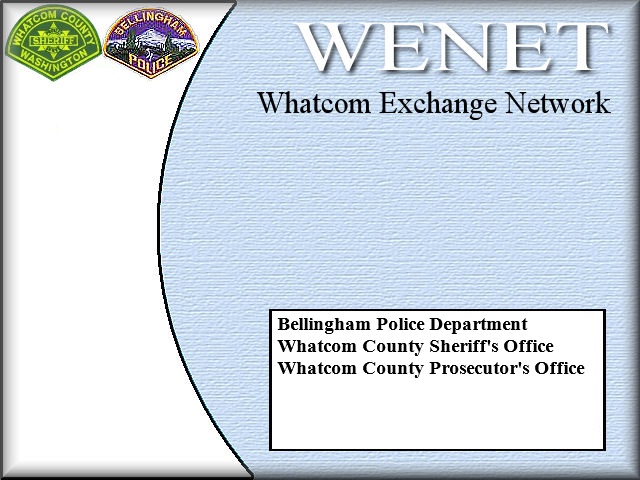 WHATCOM COUNTY
SHERIFF
WASHINGTON
BELLINGHAM
POLICE
WENET
Whatcom Exchange Network
Bellingham Police Department
Whatcom County Sheriff's Office
Whatcom County Prosecutor's Office